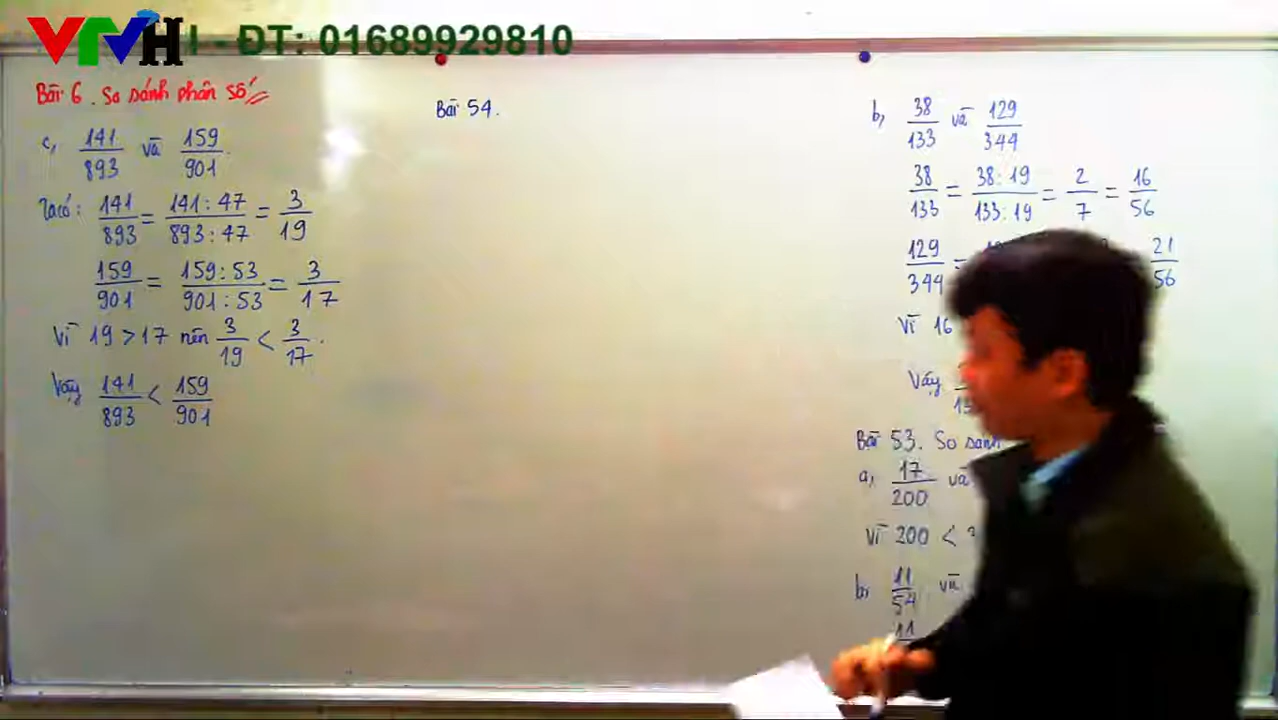 VTVH I - ĐT: 01689929810
Bài 6. So sánh phân số
c, 141/893 và 159/901
Ta có: 141/893 = 141:47/893:47 = 3/19
159/901 = 159:53/901:53 = 3/17
Vì 19 > 17 nên 3/19 < 3/17.
Vậy 141/893 < 159/901
Bài 54.
b, 38/133 và 129/344
38/133 = 38:19/133:19 = 2/7 = 16/56
129/344 = 21/56
Vì 16
Vậy
Bài 53. So sánh
a, 17/200 và
Vì 200 <
b, 11/54 và
11